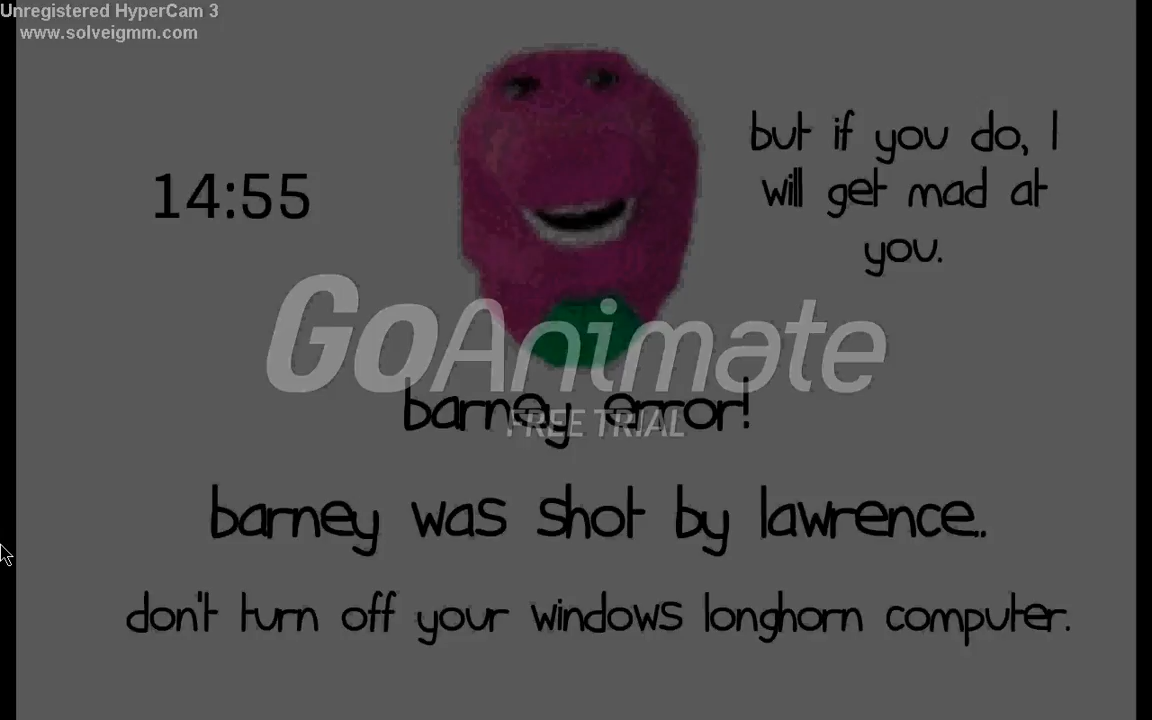 Unregistered HyperCam 3
www.solveigmm.com
but if you do, I
will get mad at
you.
14:55
GoAnimate
FREE TRIAL
barney error!
barney was shot by lawrence..
don't turn off your windows longhorn computer.